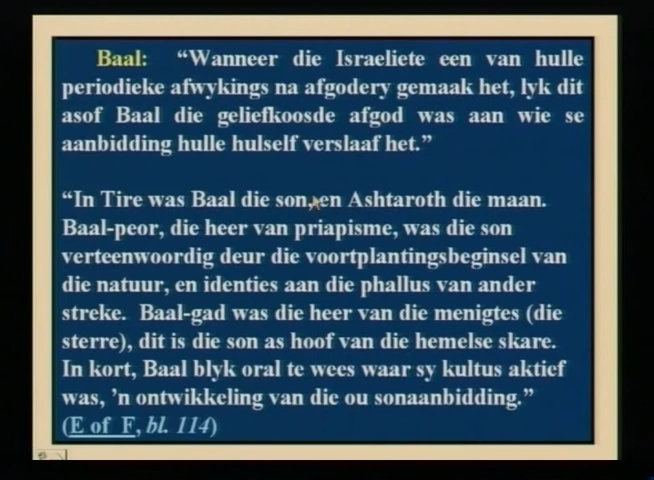 Baal: “Wanneer die Israeliete een van hulle
periodieke afwykings na afgodery gemaak het, lyk dit
asof Baal die geliefkoosde afgod was aan wie se
aanbidding hulle hulself verslaaf het.”
“In Tire was Baal die son, en Ashtaroth die maan.
Baal-peor, die heer van priapisme, was die son
verteenwoordig deur die voortplantingsbeginsel van
die natuur, en identies aan die phallus van ander
streke. Baal-gad was die heer van die menigtes (die
sterre), dit is die son as hoof van die hemelse skare.
In kort, Baal blyk oral te wees waar sy kultus aktief
was, ’n ontwikkeling van die ou sonaanbidding.”
(E of F, bl. 114)